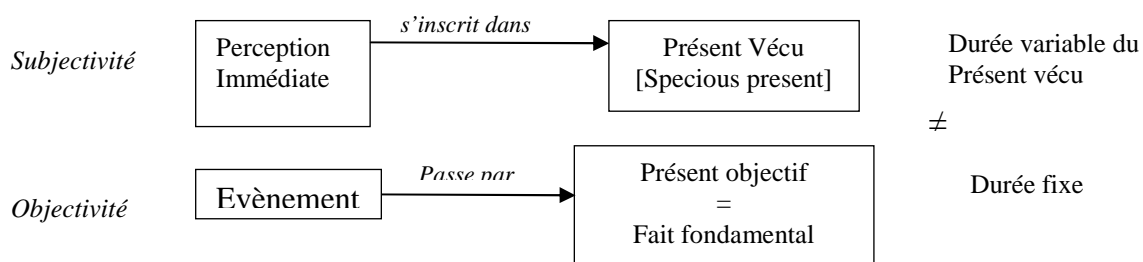 s'inscrit dans
Subjectivité
Perception
Immédiate
Présent Vécu
[Specious present]
Durée variable du
Présent vécu
≠
Objectivité
Evènement
Passe par
Présent objectif
=
Fait fondamental
Durée fixe